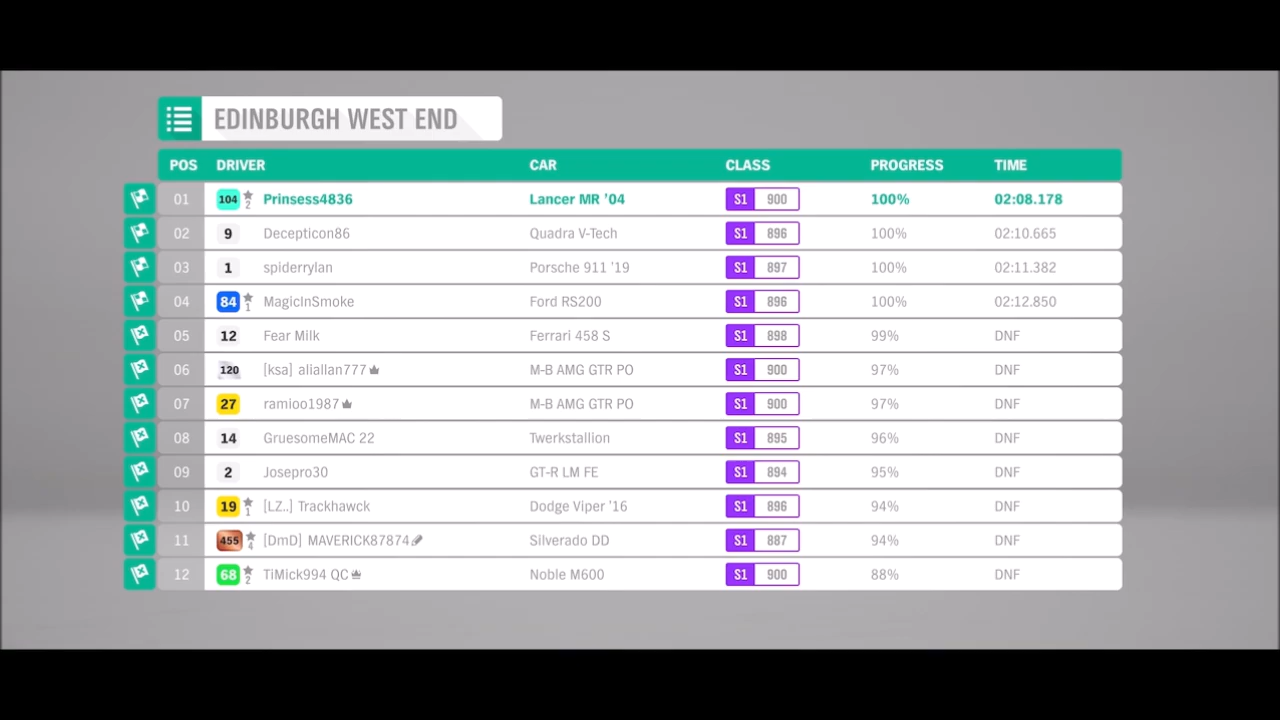 EDINBURGH WEST END
POS DRIVER CAR CLASS PROGRESS TIME
01 104 2 Prinsess4836 Lancer MR '04 S1 900 100% 02:08.178
02 9 Decepticon86 Quadra V-Tech S1 896 100% 02:10.665
03 1 spiderrylan Porsche 911 '19 S1 897 100% 02:11.382
04 84 1 MagicInSmoke Ford RS200 S1 896 100% 02:12.850
05 12 Fear Milk Ferrari 458 S S1 898 99% DNF
06 120 [ksa] aliallan777 M-B AMG GTR PO S1 900 97% DNF
07 27 ramioo1987 M-B AMG GTR PO S1 900 97% DNF
08 14 GruesomeMAC 22 Twerkstallion S1 895 96% DNF
09 2 Josepro30 GT-R LM FE S1 894 95% DNF
10 19 1 [LZ..] Trackhawck Dodge Viper '16 S1 896 94% DNF
11 455 4 [DmD] MAVERICK87874 Silverado DD S1 887 94% DNF
12 68 2 TiMick994 QC Noble M600 S1 900 88% DNF